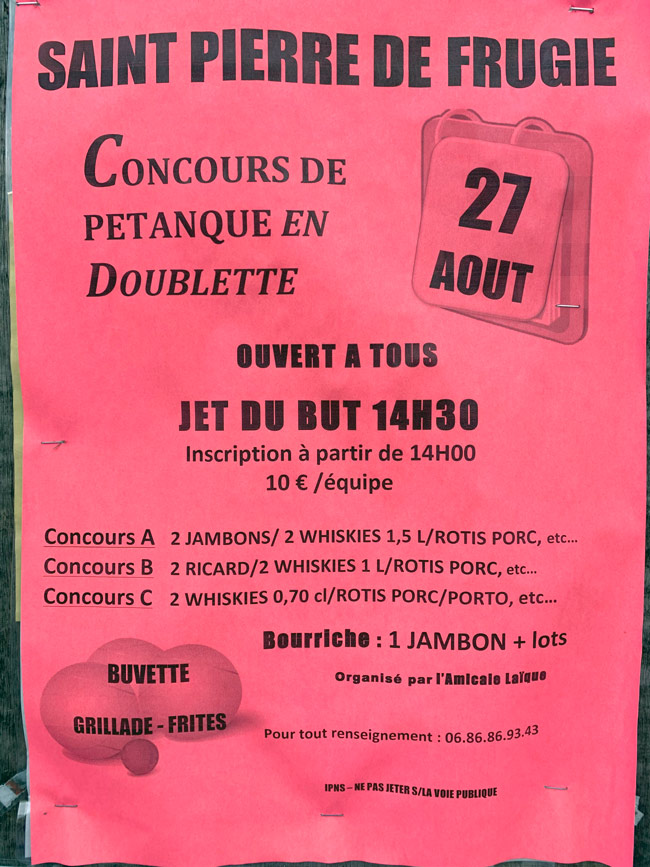 SAINT PIERRE DE FRUGIE
CONCOURS DE
PETANQUE EN
DOUBLETTE
27
AOUT
OUVERT A TOUS
JET DU BUT 14H30
Inscription à partir de 14H00
10 € /équipe
Concours A 2 JAMBONS/ 2 WHISKIES 1,5 L/ROTIS PORC, etc...
Concours B 2 RICARD/2 WHISKIES 1 L/ROTIS PORC, etc...
Concours C 2 WHISKIES 0,70 cl/ROTIS PORC/PORTO, etc...
Bourriche : 1 JAMBON + lots
Organisé par l'Amicale Laïque
BUVETTE
GRILLADE - FRITES
Pour tout renseignement : 06.86.86.93.43
IPNS – NE PAS JETER S/LA VOIE PUBLIQUE